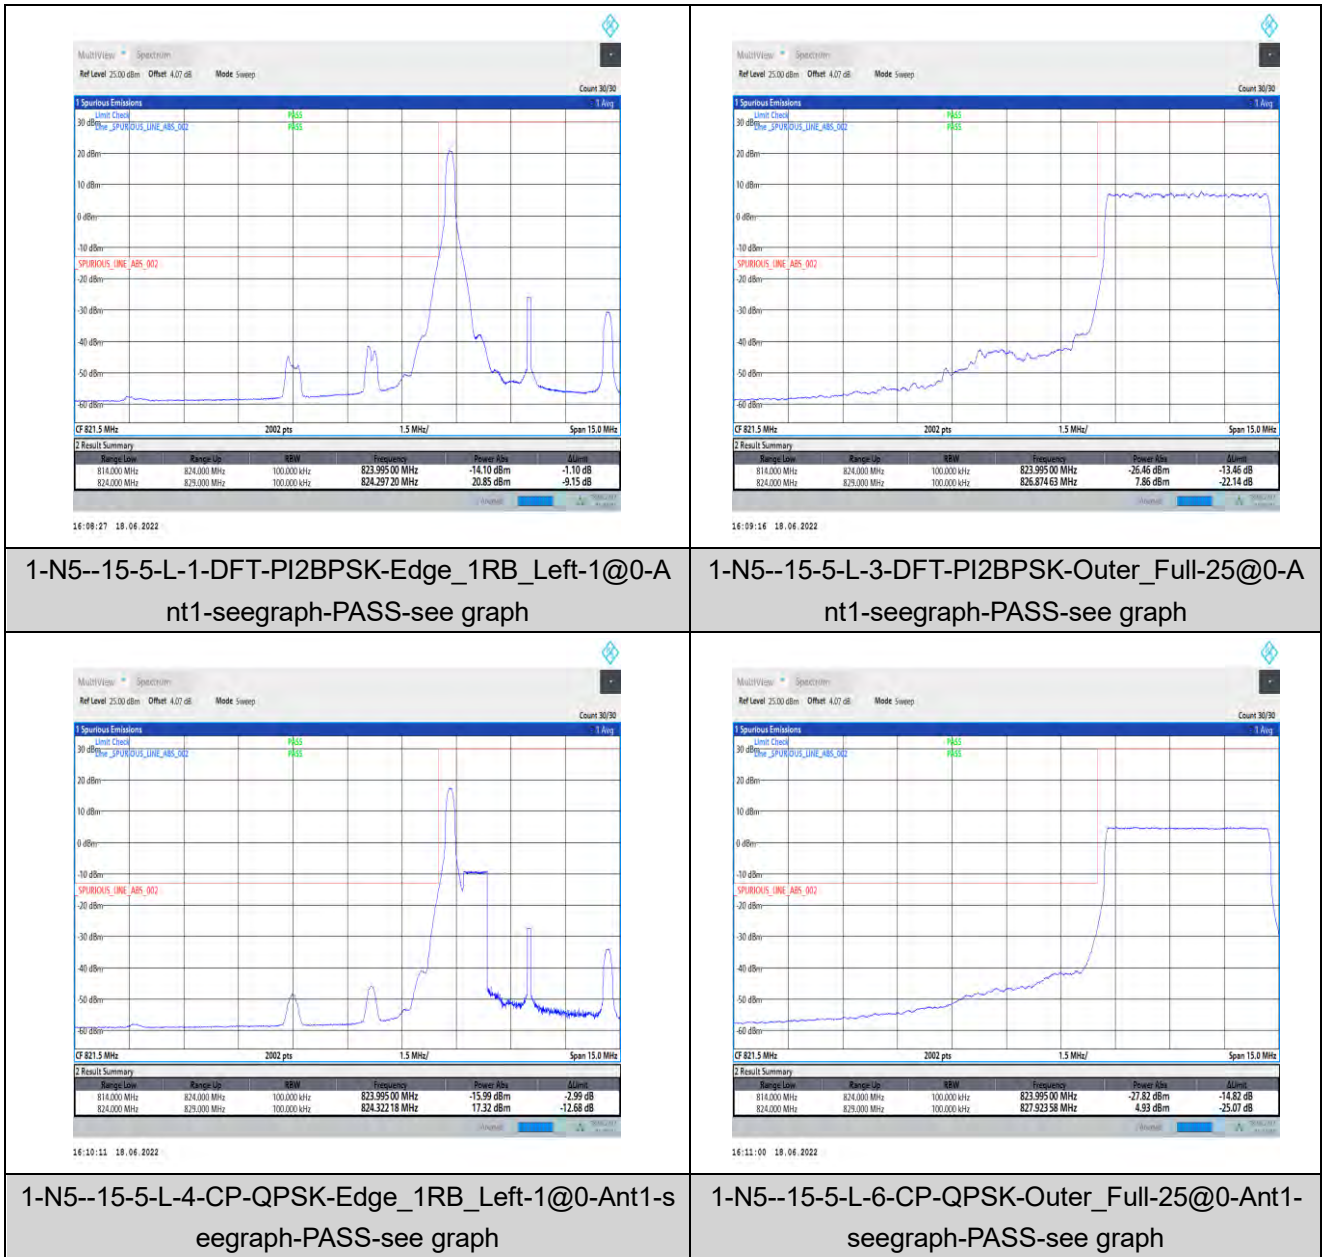 MultiView Spectrum
Ref Level 25.00 dBm Offset 4.07 dB Mode Sweep
Count 30/30
1 Spurious Emissions 1 Avg
Limit Check PASS
30 dBm
Line _SPURIOUS_LINE_ABS_002 PASS
20 dBm
10 dBm
0 dBm
-10 dBm
SPURIOUS_LINE_ABS_002
-20 dBm
-30 dBm
-40 dBm
-50 dBm
-60 dBm
CF 821.5 MHz 2002 pts 1.5 MHz/ Span 15.0 MHz
2 Result Summary
Range Low Range Up RBW Frequency Power Abs ΔLimit
814.000 MHz 824.000 MHz 100.000 kHz 823.995 00 MHz -14.10 dBm -1.10 dB
824.000 MHz 829.000 MHz 100.000 kHz 824.297 20 MHz 20.85 dBm -9.15 dB
16:08:27 18.06.2022
1-N5--15-5-L-1-DFT-PI2BPSK-Edge_1RB_Left-1@0-A
nt1-seegraph-PASS-see graph
MultiView Spectrum
Ref Level 25.00 dBm Offset 4.07 dB Mode Sweep
Count 30/30
1 Spurious Emissions 1 Avg
Limit Check PASS
30 dBm
Line _SPURIOUS_LINE_ABS_002 PASS
20 dBm
10 dBm
0 dBm
-10 dBm
SPURIOUS_LINE_ABS_002
-20 dBm
-30 dBm
-40 dBm
-50 dBm
-60 dBm
CF 821.5 MHz 2002 pts 1.5 MHz/ Span 15.0 MHz
2 Result Summary
Range Low Range Up RBW Frequency Power Abs ΔLimit
814.000 MHz 824.000 MHz 100.000 kHz 823.995 00 MHz -26.46 dBm -13.46 dB
824.000 MHz 829.000 MHz 100.000 kHz 826.874 63 MHz 7.86 dBm -22.14 dB
16:09:16 18.06.2022
1-N5--15-5-L-3-DFT-PI2BPSK-Outer_Full-25@0-A
nt1-seegraph-PASS-see graph
MultiView Spectrum
Ref Level 25.00 dBm Offset 4.07 dB Mode Sweep
Count 30/30
1 Spurious Emissions 1 Avg
Limit Check PASS
30 dBm
Line _SPURIOUS_LINE_ABS_002 PASS
20 dBm
10 dBm
0 dBm
-10 dBm
SPURIOUS_LINE_ABS_002
-20 dBm
-30 dBm
-40 dBm
-50 dBm
-60 dBm
CF 821.5 MHz 2002 pts 1.5 MHz/ Span 15.0 MHz
2 Result Summary
Range Low Range Up RBW Frequency Power Abs ΔLimit
814.000 MHz 824.000 MHz 100.000 kHz 823.995 00 MHz -15.99 dBm -2.99 dB
824.000 MHz 829.000 MHz 100.000 kHz 824.322 18 MHz 17.32 dBm -12.68 dB
16:10:11 18.06.2022
1-N5--15-5-L-4-CP-QPSK-Edge_1RB_Left-1@0-Ant1-s
eegraph-PASS-see graph
MultiView Spectrum
Ref Level 25.00 dBm Offset 4.07 dB Mode Sweep
Count 30/30
1 Spurious Emissions 1 Avg
Limit Check PASS
30 dBm
Line _SPURIOUS_LINE_ABS_002 PASS
20 dBm
10 dBm
0 dBm
-10 dBm
SPURIOUS_LINE_ABS_002
-20 dBm
-30 dBm
-40 dBm
-50 dBm
-60 dBm
CF 821.5 MHz 2002 pts 1.5 MHz/ Span 15.0 MHz
2 Result Summary
Range Low Range Up RBW Frequency Power Abs ΔLimit
814.000 MHz 824.000 MHz 100.000 kHz 823.995 00 MHz -27.82 dBm -14.82 dB
824.000 MHz 829.000 MHz 100.000 kHz 827.923 58 MHz 4.93 dBm -25.07 dB
16:11:00 18.06.2022
1-N5--15-5-L-6-CP-QPSK-Outer_Full-25@0-Ant1-
seegraph-PASS-see graph